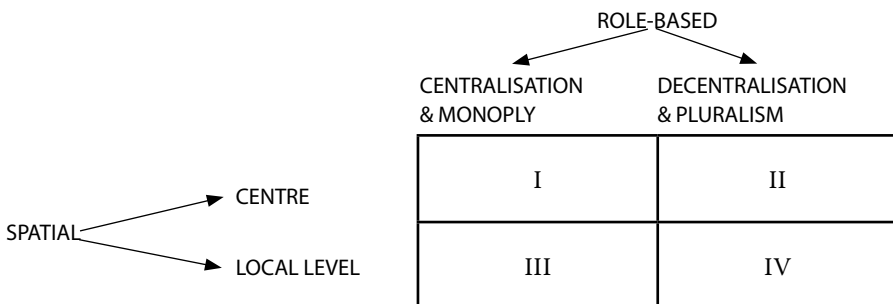 ROLE-BASED
CENTRALISATION
& MONOPLY
DECENTRALISATION
& PLURALISM
I
II
CENTRE
SPATIAL
LOCAL LEVEL
III
IV